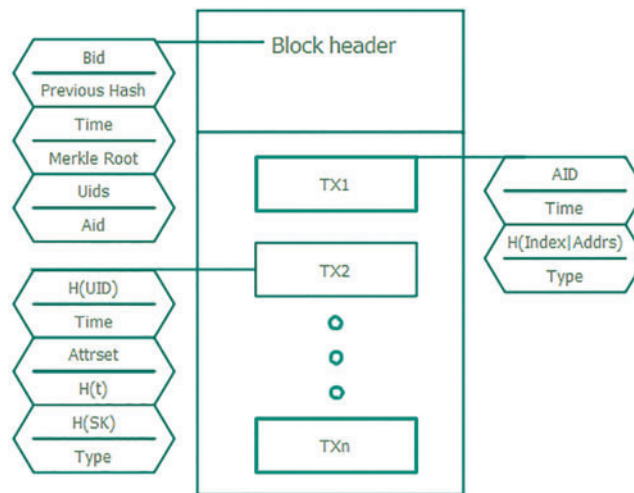 Block header
Bid
Previous Hash
Time
Merkle Root
Uids
Aid
TX1
AID
Time
H(Index|Addrs)
Type
TX2
H(UID)
Time
Attrset
H(t)
H(SK)
Type
TXn